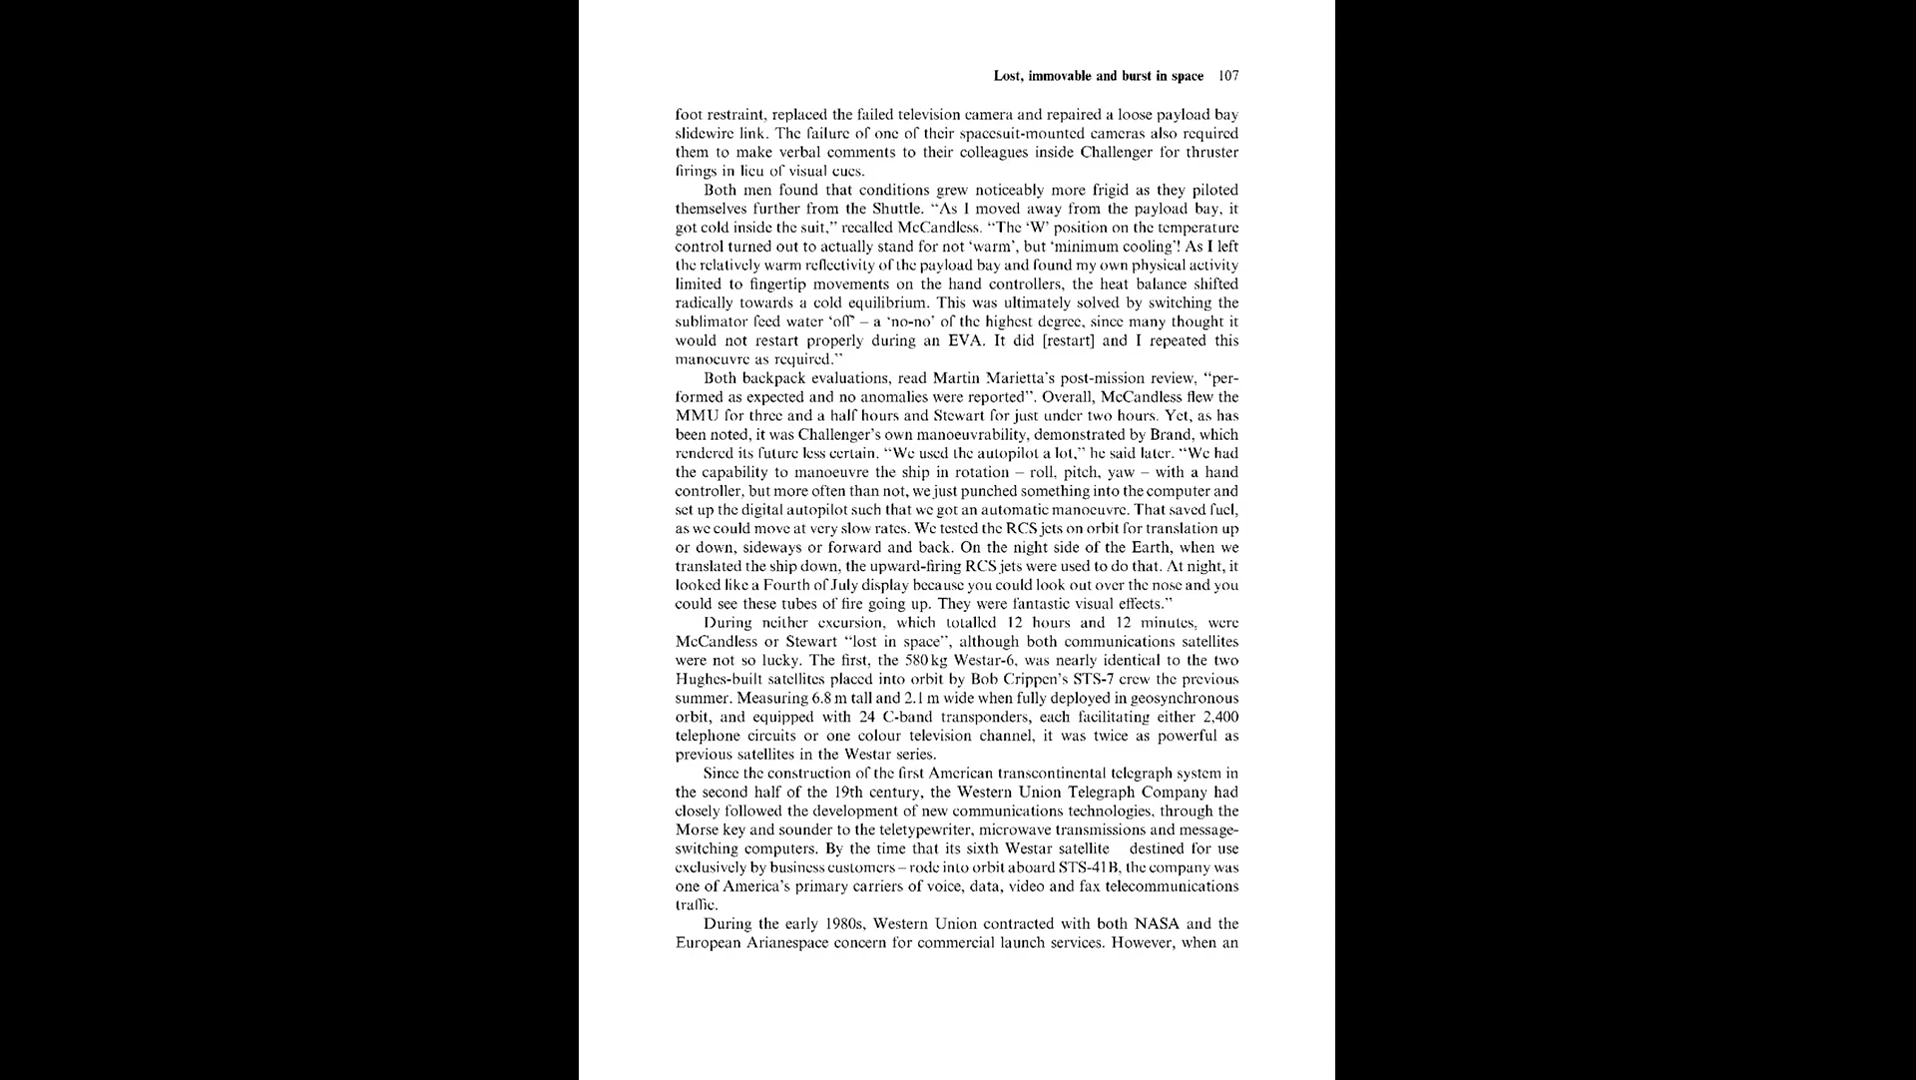 Lost, immovable and burst in space 107
foot restraint, replaced the failed television camera and repaired a loose payload bay
slidewire link. The failure of one of their spacesuit-mounted cameras also required
them to make verbal comments to their colleagues inside Challenger for thruster
firings in lieu of visual cues.
Both men found that conditions grew noticeably more frigid as they piloted
themselves further from the Shuttle. “As I moved away from the payload bay, it
got cold inside the suit,” recalled McCandless. “The ‘W’ position on the temperature
control turned out to actually stand for not ‘warm’, but ‘minimum cooling’! As I left
the relatively warm reflectivity of the payload bay and found my own physical activity
limited to fingertip movements on the hand controllers, the heat balance shifted
radically towards a cold equilibrium. This was ultimately solved by switching the
sublimator feed water ‘off’ – a ‘no-no’ of the highest degree, since many thought it
would not restart properly during an EVA. It did [restart] and I repeated this
manoeuvre as required.”
Both backpack evaluations, read Martin Marietta’s post-mission review, “per-
formed as expected and no anomalies were reported”. Overall, McCandless flew the
MMU for three and a half hours and Stewart for just under two hours. Yet, as has
been noted, it was Challenger’s own manoeuvrability, demonstrated by Brand, which
rendered its future less certain. “We used the autopilot a lot,” he said later. “We had
the capability to manoeuvre the ship in rotation – roll, pitch, yaw – with a hand
controller, but more often than not, we just punched something into the computer and
set up the digital autopilot such that we got an automatic manoeuvre. That saved fuel,
as we could move at very slow rates. We tested the RCS jets on orbit for translation up
or down, sideways or forward and back. On the night side of the Earth, when we
translated the ship down, the upward-firing RCS jets were used to do that. At night, it
looked like a Fourth of July display because you could look out over the nose and you
could see these tubes of fire going up. They were fantastic visual effects.”
During neither excursion, which totalled 12 hours and 12 minutes, were
McCandless or Stewart “lost in space”, although both communications satellites
were not so lucky. The first, the 580 kg Westar-6, was nearly identical to the two
Hughes-built satellites placed into orbit by Bob Crippen’s STS-7 crew the previous
summer. Measuring 6.8 m tall and 2.1 m wide when fully deployed in geosynchronous
orbit, and equipped with 24 C-band transponders, each facilitating either 2,400
telephone circuits or one colour television channel, it was twice as powerful as
previous satellites in the Westar series.
Since the construction of the first American transcontinental telegraph system in
the second half of the 19th century, the Western Union Telegraph Company had
closely followed the development of new communications technologies, through the
Morse key and sounder to the teletypewriter, microwave transmissions and message-
switching computers. By the time that its sixth Westar satellite destined for use
exclusively by business customers – rode into orbit aboard STS-41B, the company was
one of America’s primary carriers of voice, data, video and fax telecommunications
traffic.
During the early 1980s, Western Union contracted with both NASA and the
European Arianespace concern for commercial launch services. However, when an